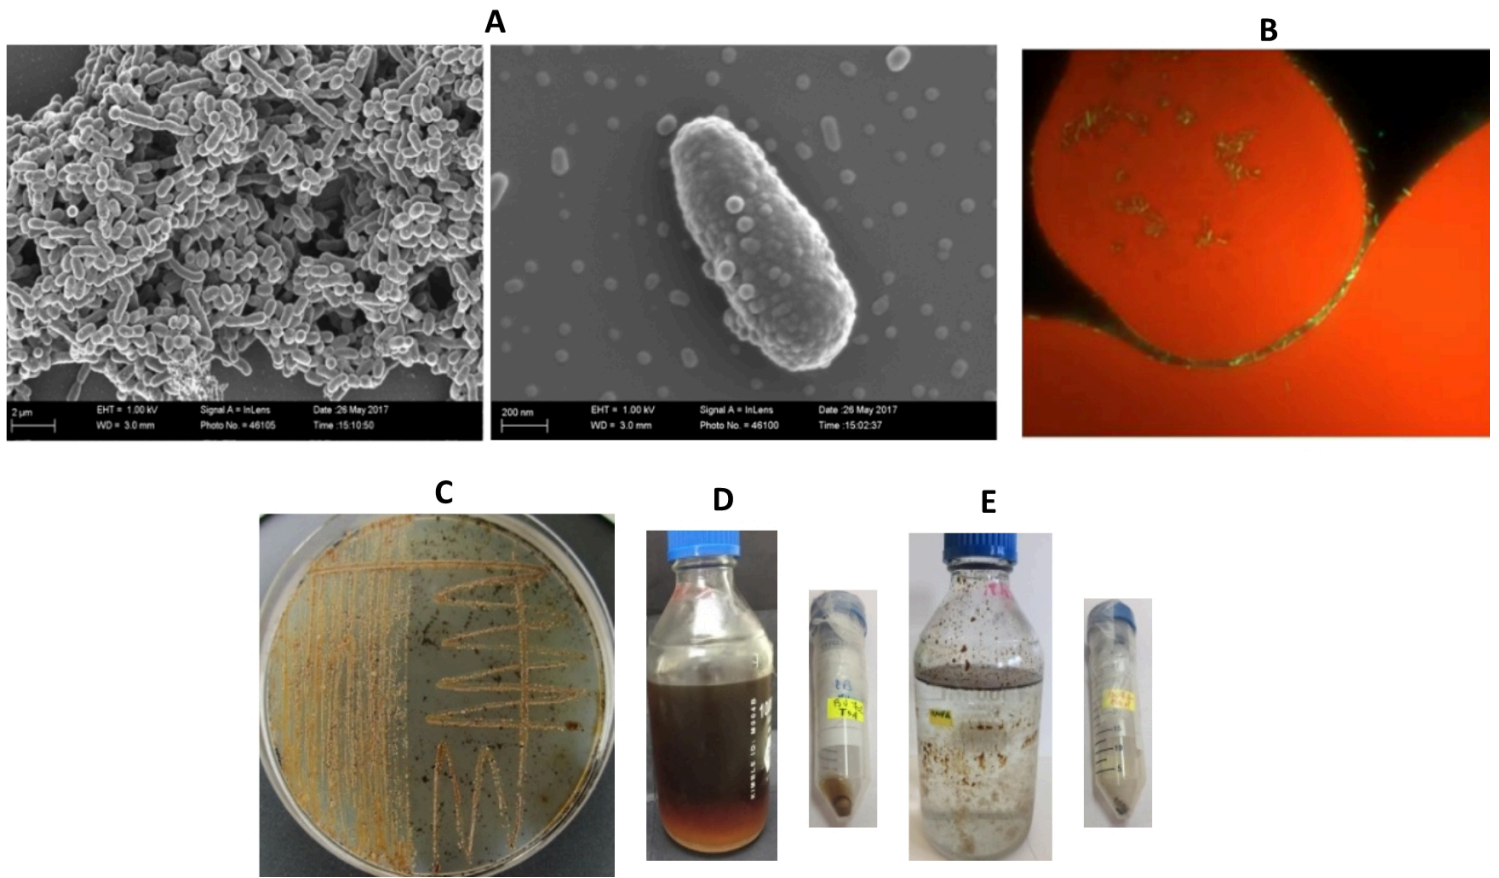 A
B
2 µm
EHT = 1.00 kV
Signal A = InLens
Date :26 May 2017
WD = 3.0 mm
Photo No. = 46105
Time :15:10:50
200 nm
EHT = 1.00 kV
Signal A = InLens
Date :26 May 2017
WD = 3.0 mm
Photo No. = 46100
Time :15:02:37
C
D
E
KIMBLE ID: M